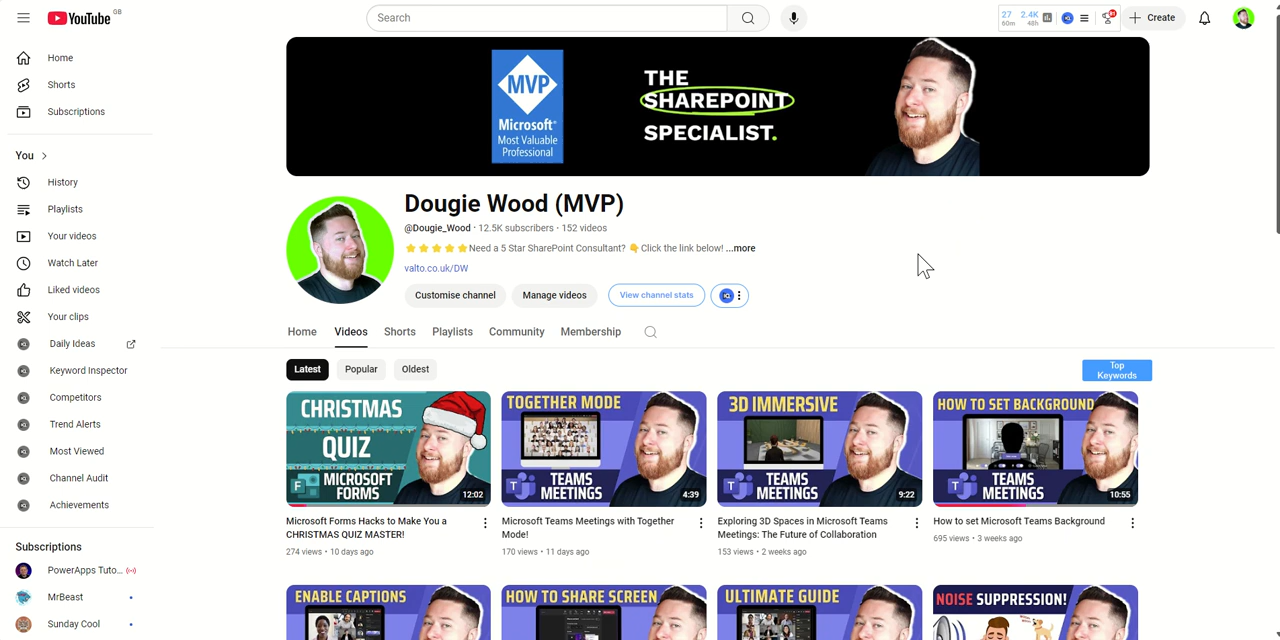 YouTube GB
Search
27 2.4K
60m 48h
Create
Home
Shorts
Subscriptions
You
History
Playlists
Your videos
Watch Later
Liked videos
Your clips
Daily Ideas
Keyword Inspector
Competitors
Trend Alerts
Most Viewed
Channel Audit
Achievements
Subscriptions
PowerApps Tuto...
MrBeast
Sunday Cool
MVP
Microsoft®
Most Valuable
Professional
THE
SHAREPOINT
SPECIALIST.
Dougie Wood (MVP)
@Dougie_Wood · 12.5K subscribers · 152 videos
⭐⭐⭐⭐⭐Need a 5 Star SharePoint Consultant? 👇Click the link below! ...more
valto.co.uk/DW
Customise channel Manage videos View channel stats
Home Videos Shorts Playlists Community Membership
Latest Popular Oldest
Top
Keywords
CHRISTMAS
QUIZ
MICROSOFT
FORMS
F
12:02
Microsoft Forms Hacks to Make You a
CHRISTMAS QUIZ MASTER!
274 views • 10 days ago
TOGETHER MODE
T
TEAMS
MEETINGS
4:39
Microsoft Teams Meetings with Together
Mode!
170 views • 11 days ago
3D IMMERSIVE
T
TEAMS
MEETINGS
9:22
Exploring 3D Spaces in Microsoft Teams
Meetings: The Future of Collaboration
153 views • 2 weeks ago
HOW TO SET BACKGROUND
T
TEAMS
MEETINGS
10:55
How to set Microsoft Teams Background
695 views • 3 weeks ago
ENABLE CAPTIONS
HOW TO SHARE SCREEN
ULTIMATE GUIDE
NOISE SUPPRESSION!